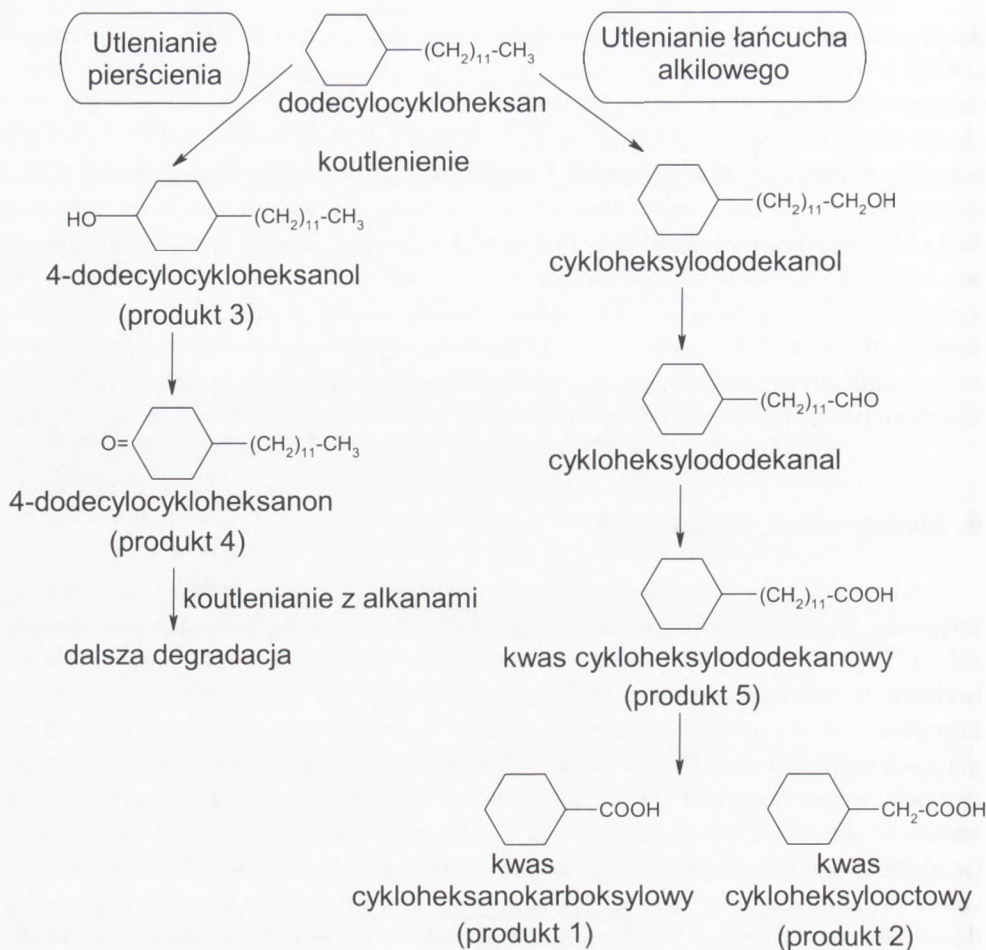 Utlenianie
pierścienia
(CH₂)₁₁-CH₃
dodecylocykloheksan
Utlenianie łańcucha
alkilowego
koutlenienie
HO
(CH₂)₁₁-CH₃
4-dodecylocykloheksanol
(produkt 3)
(CH₂)₁₁-CH₂OH
cykloheksylododekanol
O=
(CH₂)₁₁-CH₃
4-dodecylocykloheksanon
(produkt 4)
(CH₂)₁₁-CHO
cykloheksylododekanal
koutlenianie z alkanami
dalsza degradacja
(CH₂)₁₁-COOH
kwas cykloheksylododekanowy
(produkt 5)
COOH
kwas
cykloheksanokarboksylowy
(produkt 1)
CH₂-COOH
kwas
cykloheksylooctowy
(produkt 2)